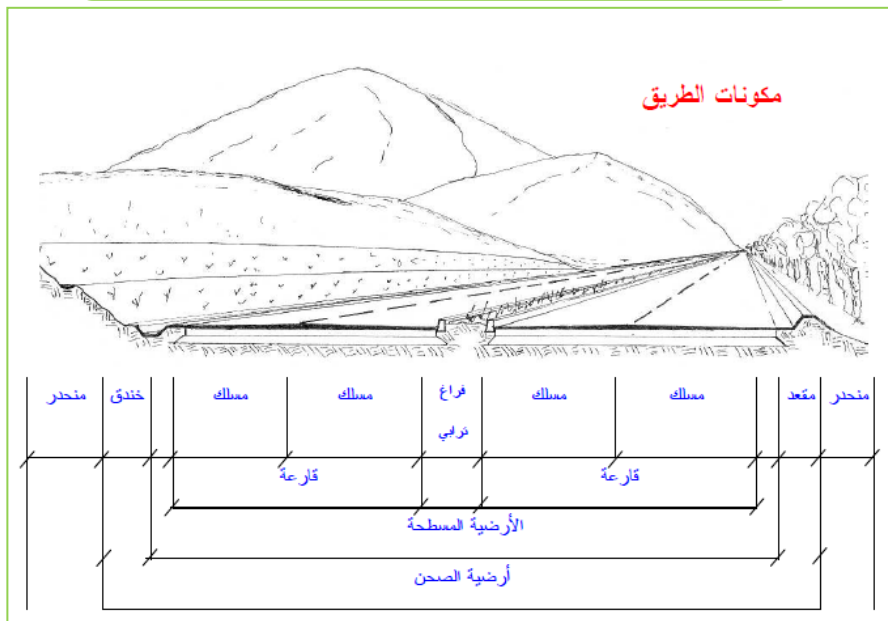 مكونات الطريق
منحدر مقعد مسلك مسلك فراغ مسلك مسلك خندق منحدر
ترابي
قارعة قارعة
الأرضية المسطحة
أرضية الصحن